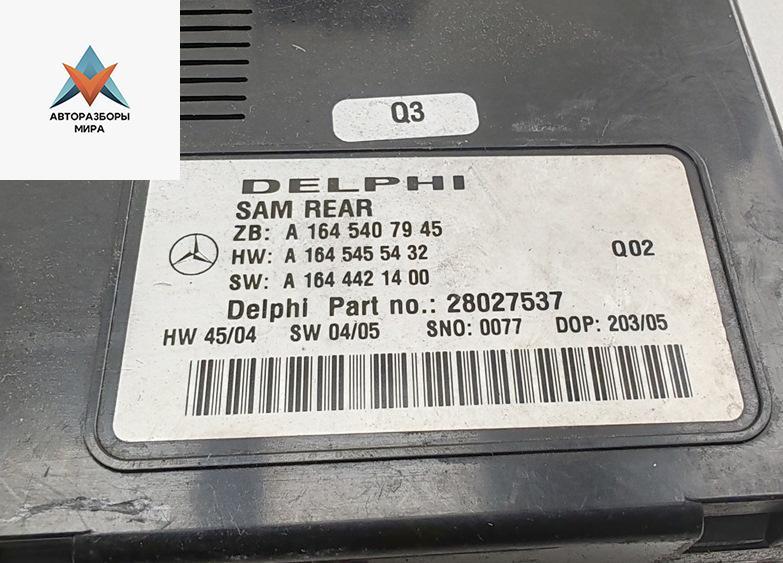 АВТОРАЗБОРЫ
МИРА
Q3
DELPHI
SAM REAR
ZB: A 164 540 79 45
HW: A 164 545 54 32
Q02
SW: A 164 442 14 00
Delphi Part no.: 28027537
HW 45/04 SW 04/05 SNO: 0077 DOP: 203/05